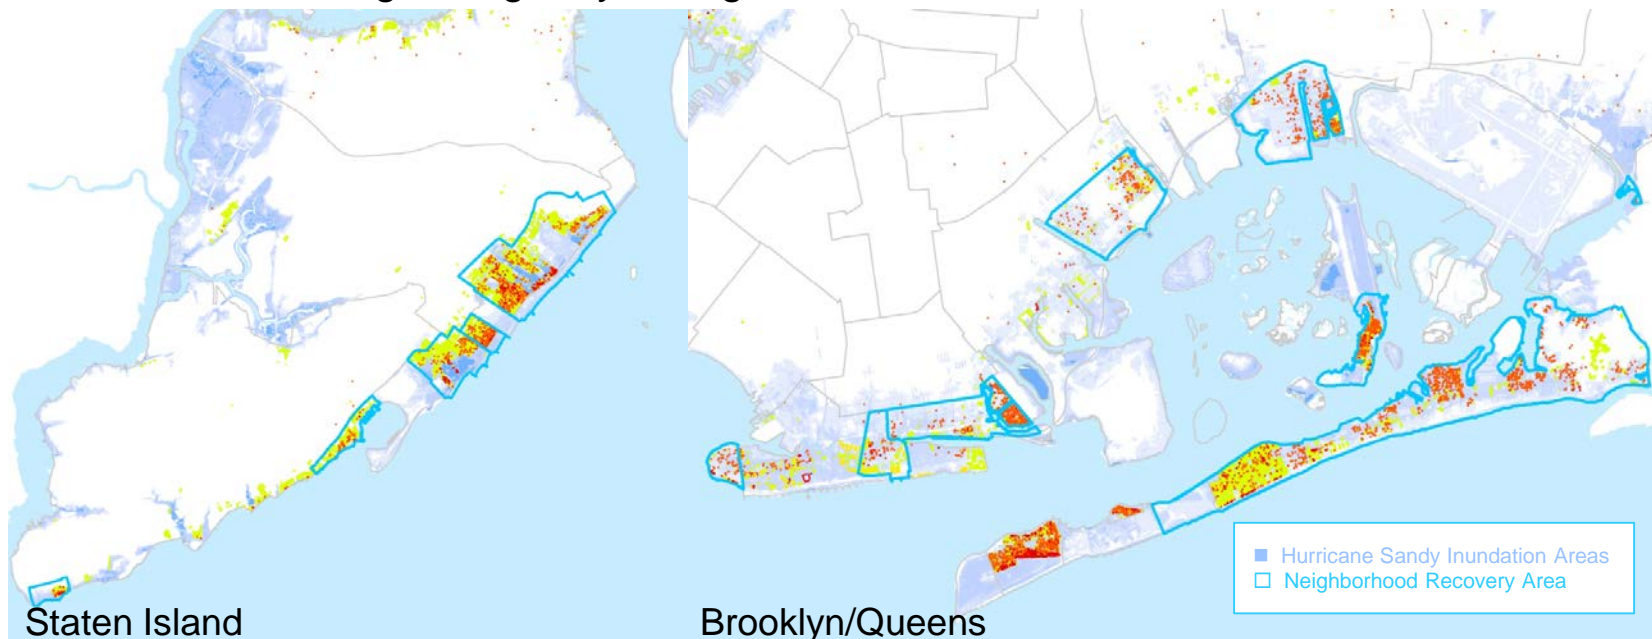 Hurricane Sandy Inundation Areas
Neighborhood Recovery Area
Staten Island
Brooklyn/Queens